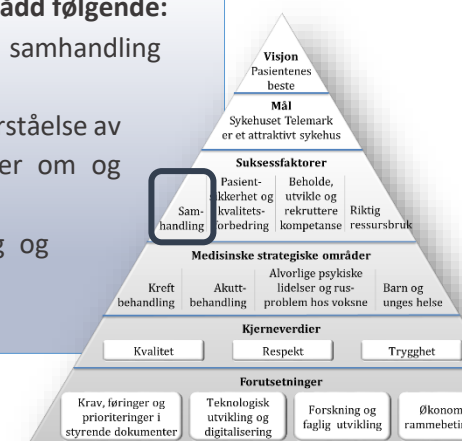 ådd følgende:
samhandling
rståelse av
er om og
g og
Visjon
Pasientenes
beste
Mål
Sykehuset Telemark
er et attraktivt sykehus
Suksessfaktorer
Sam-
handling
Pasient-
sikkerhet og
kvalitets-
forbedring
Beholde,
utvikle og
rekruttere
kompetanse
Riktig
ressursbruk
Medisinske strategiske områder
Kreft
behandling
Akutt-
behandling
Alvorlige psykiske
lidelser og rus-
problem hos voksne
Barn og
unges helse
Kjerneverdier
Kvalitet
Respekt
Trygghet
Forutsetninger
Krav, føringer og
prioriteringer i
styrende dokumenter
Teknologisk
utvikling og
digitalisering
Forskning og
faglig utvikling
Økonom
rammebeti